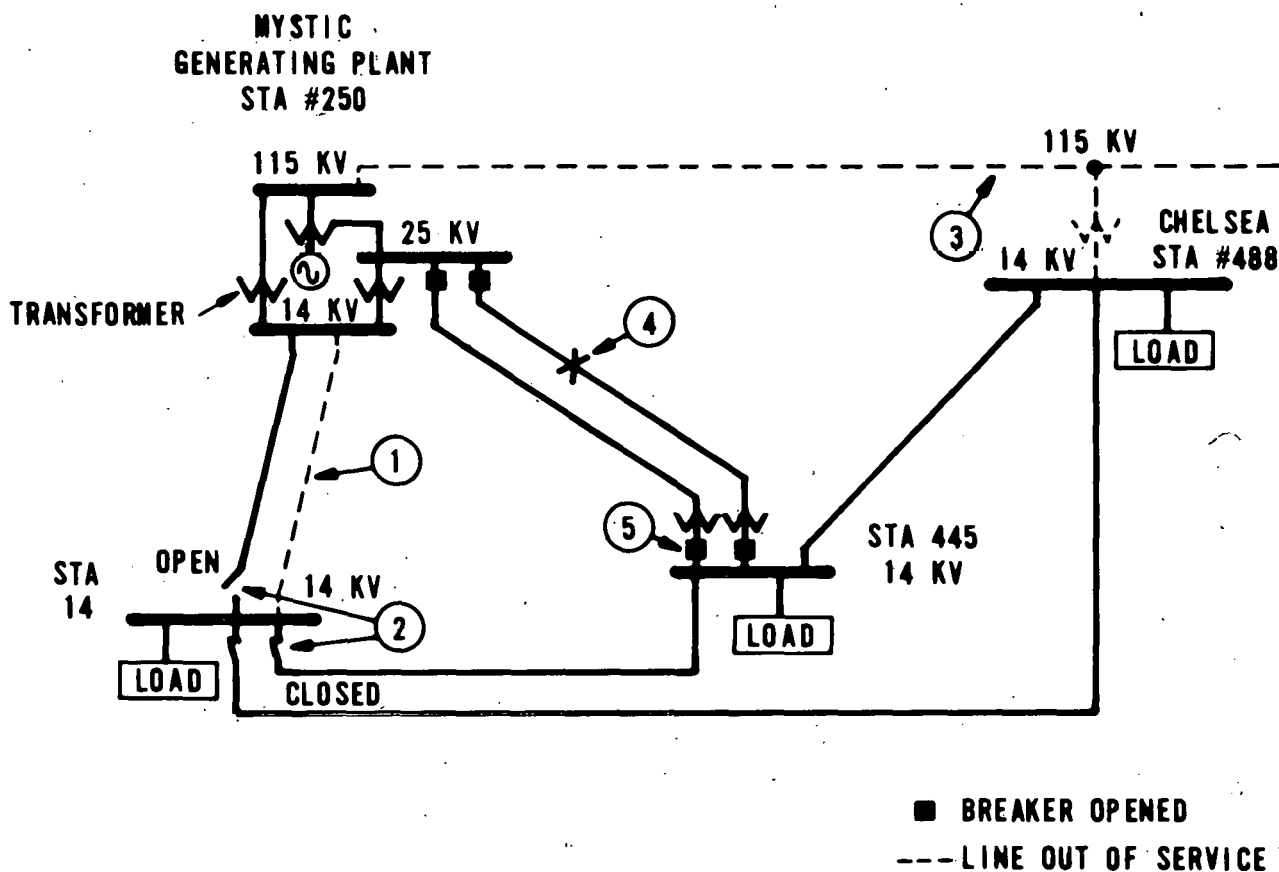 MYSTIC
GENERATING PLANT
STA #250
115 KV
115 KV
3
CHELSEA
STA #488
25 KV
14 KV
TRANSFORMER
14 KV
4
LOAD
1
5
STA 445
14 KV
OPEN
STA
14
14 KV
2
LOAD
LOAD
CLOSED
BREAKER OPENED
LINE OUT OF SERVICE